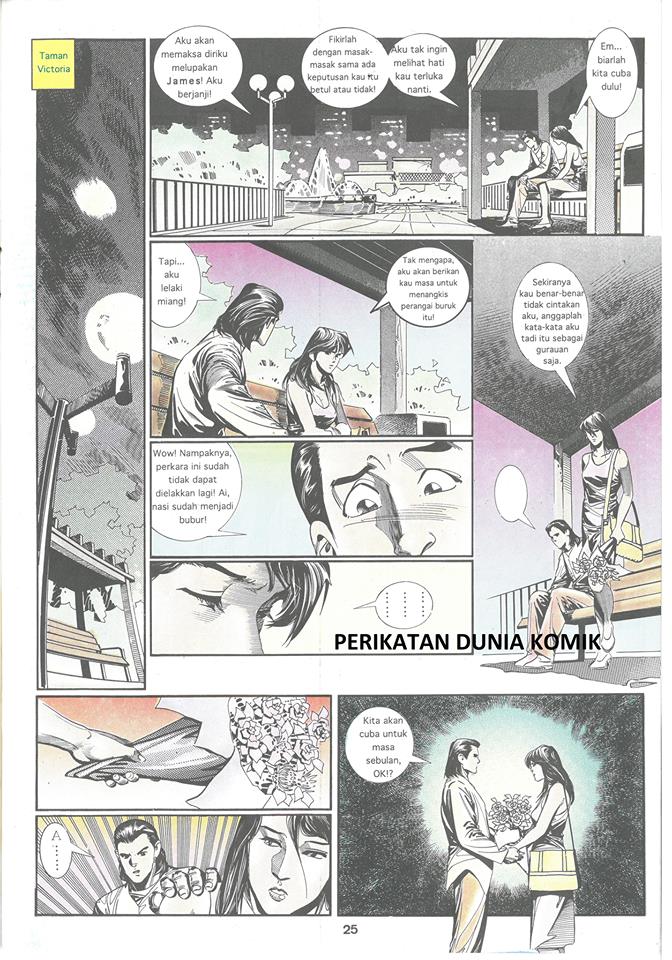 Taman
Victoria
Aku akan
memaksa diriku
melupakan
James! Aku
berjanji!
Fikirlah
dengan masak-
masak sama ada
keputusan kau itu
betul atau tidak!
Aku tak ingin
melihat hati
kau terluka
nanti.
Em...
biarlah
kita cuba
dulu!
Tapi...
aku
lelaki
miang!
Tak mengapa,
aku akan berikan
kau masa untuk
menangkis
perangai buruk
itu!
Sekiranya
kau benar-benar
tidak cintakan
aku, anggaplah
kata-kata aku
tadi itu sebagai
gurauan
saja.
Wow! Nampaknya,
perkara ini sudah
tidak dapat
dielakkan lagi! Ai,
nasi sudah menjadi
bubur!
PERIKATAN DUNIA KOMIK
A
......
Kita akan
cuba untuk
masa
sebulan,
OK!?
25